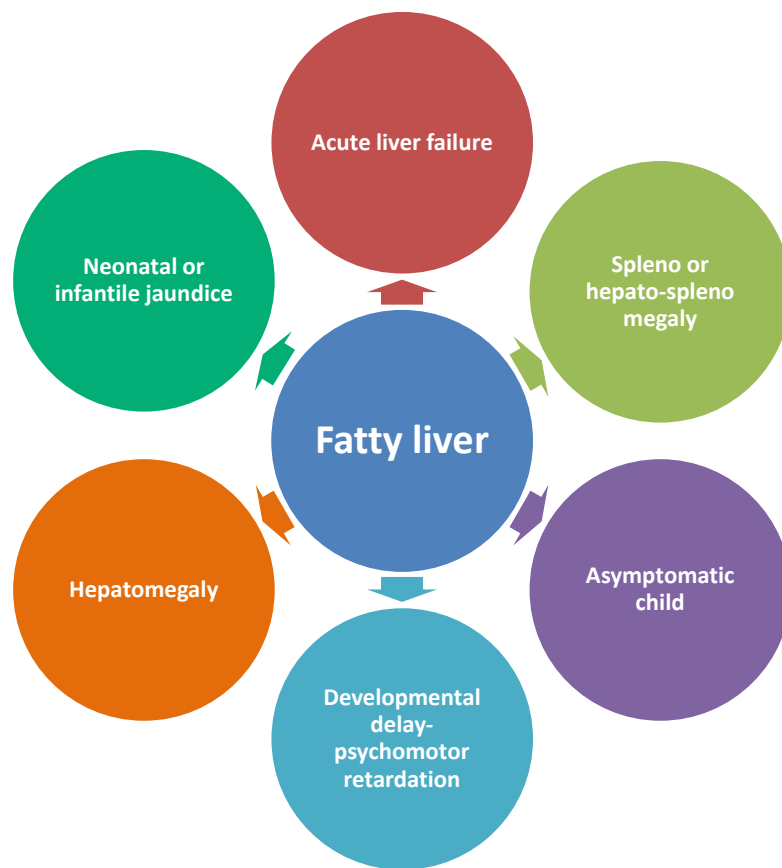 Acute liver failure
Neonatal or
infantile jaundice
Spleno or
hepato-spleno
megaly
Fatty liver
Hepatomegaly
Asymptomatic
child
Developmental
delay-
psychomotor
retardation